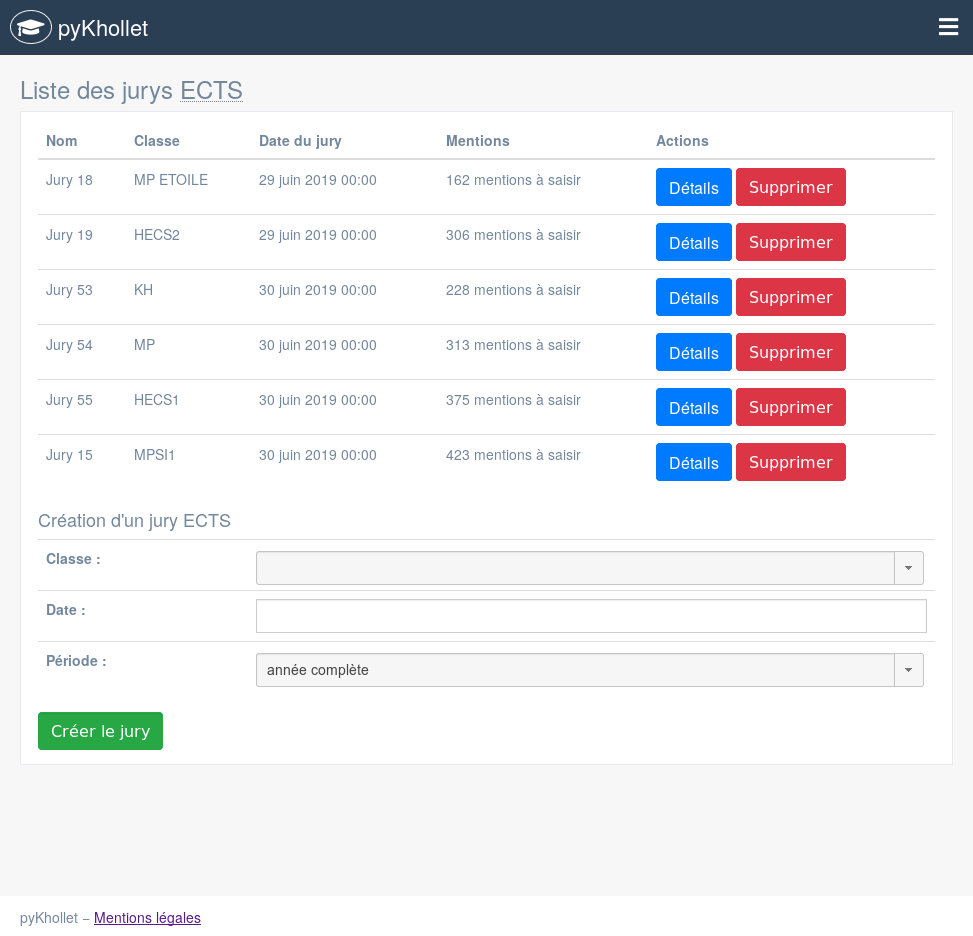 pyKhollet
Liste des jurys ECTS
Nom Classe Date du jury Mentions Actions
Jury 18 MP ETOILE 29 juin 2019 00:00 162 mentions à saisir Détails Supprimer
Jury 19 HECS2 29 juin 2019 00:00 306 mentions à saisir Détails Supprimer
Jury 53 KH 30 juin 2019 00:00 228 mentions à saisir Détails Supprimer
Jury 54 MP 30 juin 2019 00:00 313 mentions à saisir Détails Supprimer
Jury 55 HECS1 30 juin 2019 00:00 375 mentions à saisir Détails Supprimer
Jury 15 MPSI1 30 juin 2019 00:00 423 mentions à saisir Détails Supprimer
Création d'un jury ECTS
Classe :
Date :
Période : année complète
Créer le jury
pyKhollet – Mentions légales